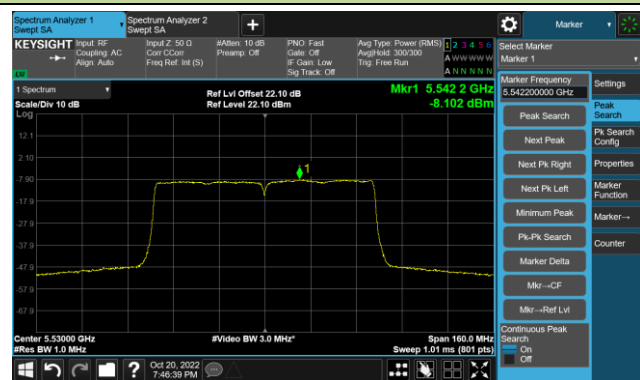 Spectrum Analyzer 1
Swept SA
Spectrum Analyzer 2
Swept SA
+
Marker
KEYSIGHT
Input: RF
Coupling: AC
Align: Auto
Input Z: 50 Ω
Corr CCorr
Freq Ref: Int (S)
#Atten: 10 dB
Preamp: Off
PNO: Fast
Gate: Off
IF Gain: Low
Sig Track: Off
Avg Type: Power (RMS)
Avg|Hold: 300/300
Trig: Free Run
1 2 3 4 5 6
A W W W W W
A N N N N N
LXI
Select Marker
Marker 1
1 Spectrum
Scale/Div 10 dB
Log
Ref Lvl Offset 22.10 dB
Ref Level 22.10 dBm
Mkr1 5.542 2 GHz
-8.102 dBm
12.1
2.10
-7.90
-17.9
-27.9
-37.9
-47.9
-57.9
-67.9
1
Center 5.53000 GHz
#Res BW 1.0 MHz
#Video BW 3.0 MHz*
Span 160.0 MHz
Sweep 1.01 ms (801 pts)
Marker Frequency
5.542200000 GHz
Peak Search
Next Peak
Next Pk Right
Next Pk Left
Minimum Peak
Pk-Pk Search
Marker Delta
Mkr→CF
Mkr→Ref Lvl
Continuous Peak
Search
On
Off
Settings
Peak
Search
Pk Search
Config
Properties
Marker
Function
Marker→
Counter
?
Oct 20, 2022
7:46:39 PM